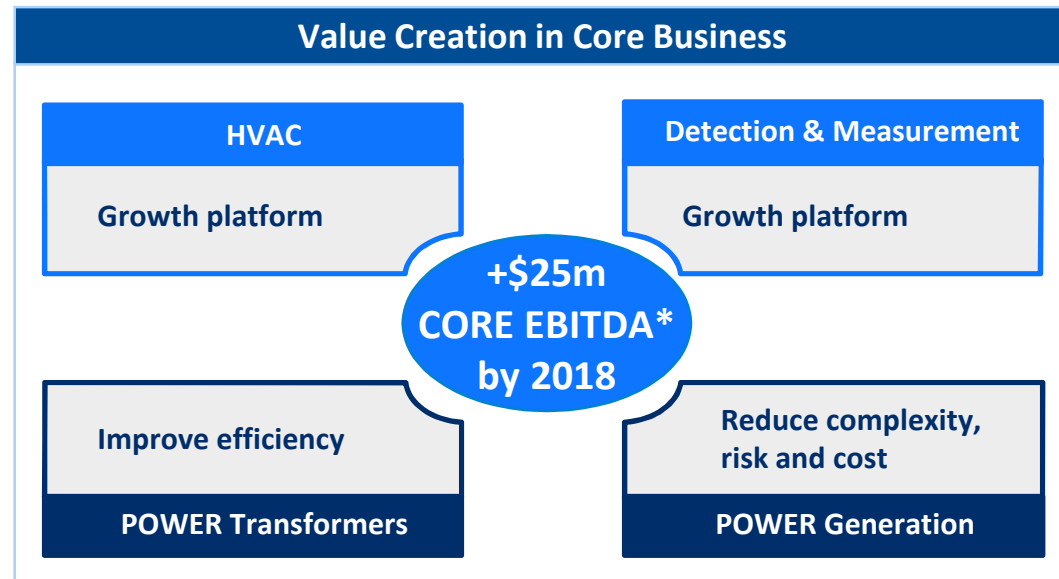 Value Creation in Core Business
HVAC
Growth platform
Detection & Measurement
Growth platform
+$25m
CORE EBITDA*
by 2018
Improve efficiency
POWER Transformers
Reduce complexity,
risk and cost
POWER Generation